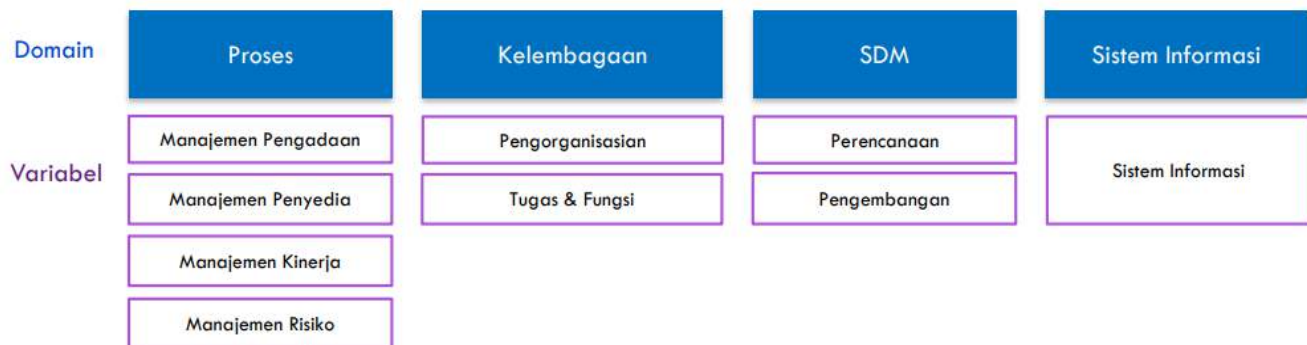 Domain
Proses
Kelembagaan
SDM
Sistem Informasi
Variabel
Manajemen Pengadaan
Pengorganisasian
Perencanaan
Sistem Informasi
Manajemen Penyedia
Tugas & Fungsi
Pengembangan
Manajemen Kinerja
Manajemen Risiko